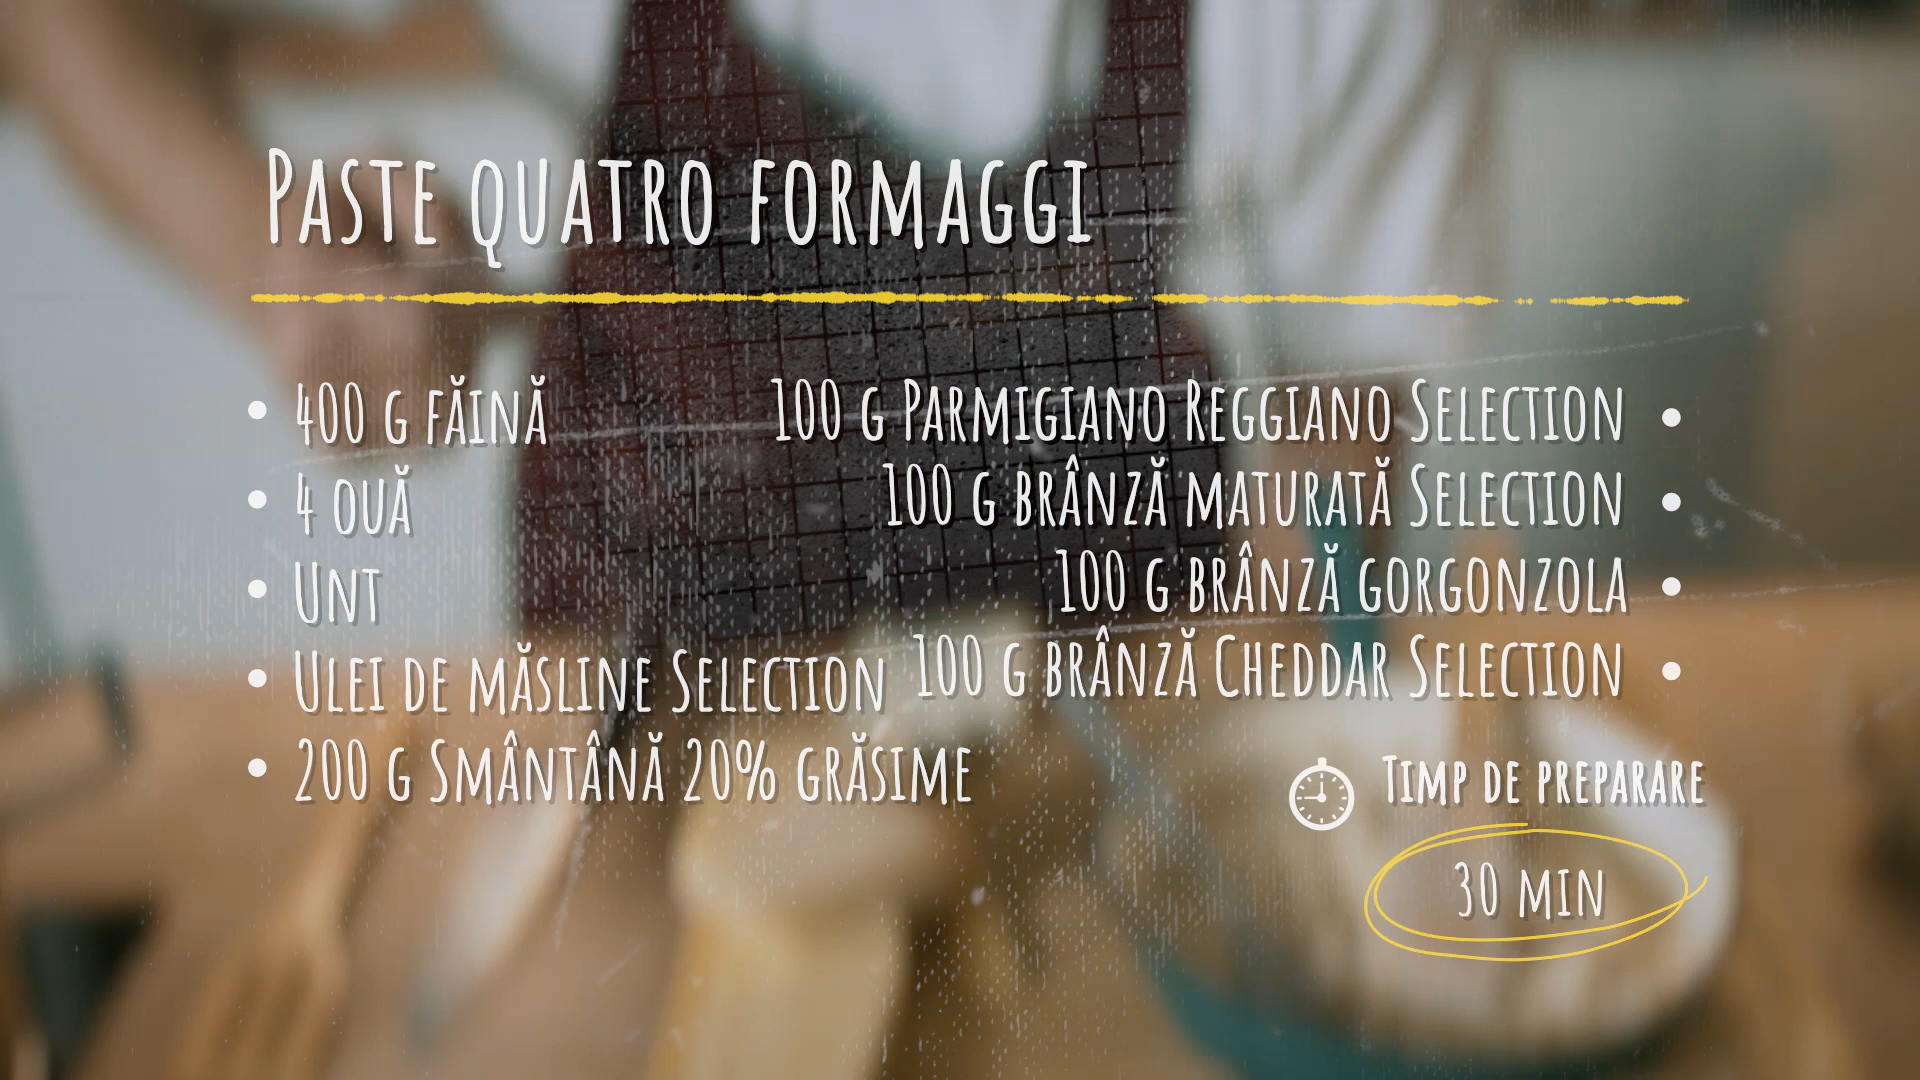 Paste quatro formaggi
400 g făină
4 ouă
Unt
Ulei de măsline Selection
200 g Smântână 20% grăsime
100 g Parmigiano Reggiano Selection
100 g brânză maturată Selection
100 g brânză gorgonzola
100 g brânză Cheddar Selection
Timp de preparare
30 min